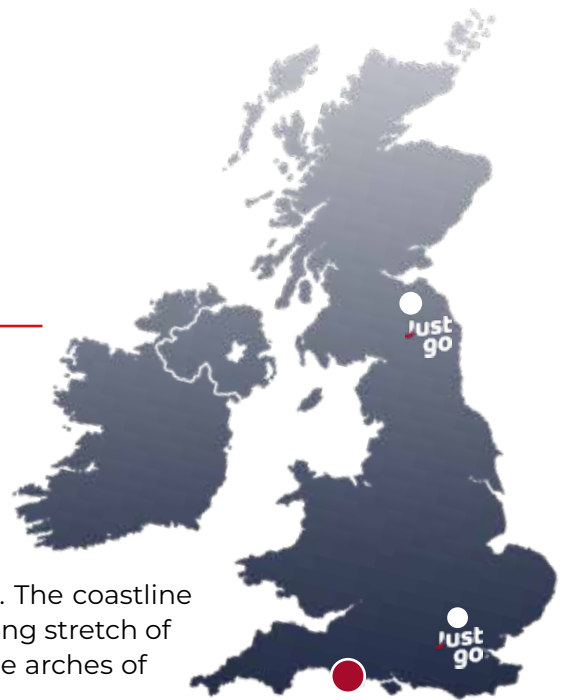 Just
go
. The coastline
ng stretch of
e arches of
Just
go